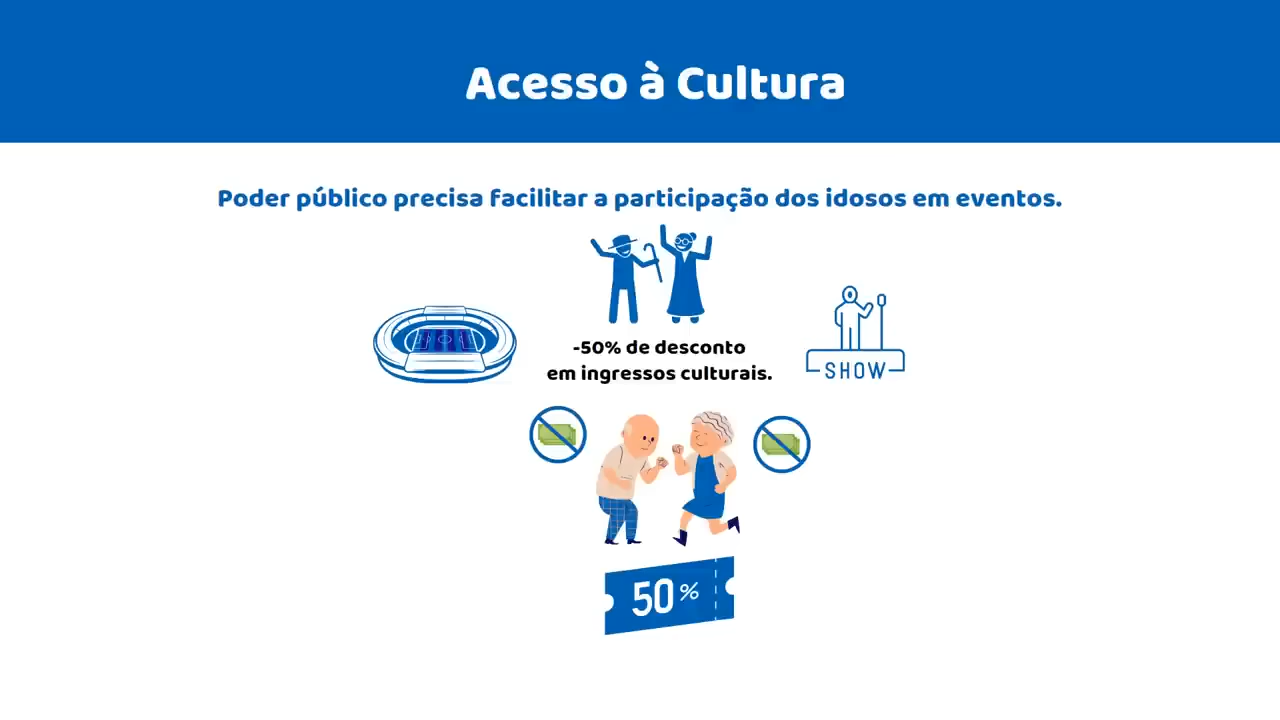 Acesso à Cultura
Poder público precisa facilitar a participação dos idosos em eventos.
-50% de desconto
em ingressos culturais.
SHOW
50%